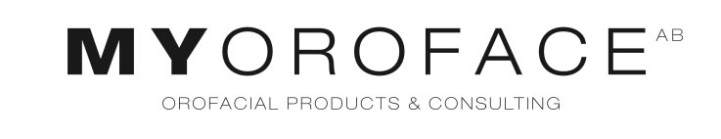 MYOROFACE AB
OROFACIAL PRODUCTS & CONSULTING